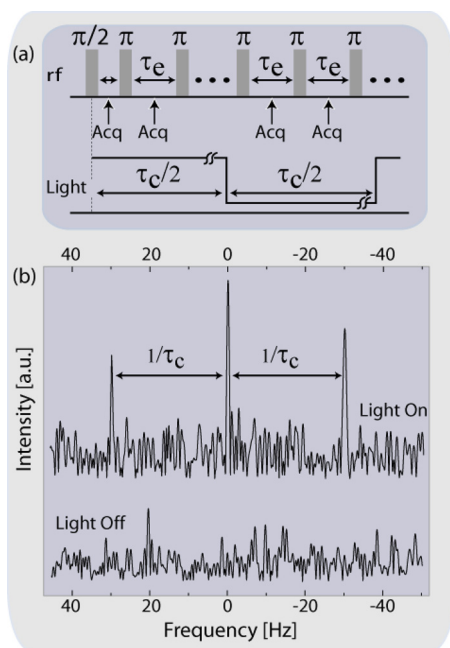 (a)
π/2 π π π π π
rf
τe τe τe
Acq Acq Acq Acq
Light
τc/2 τc/2
40 20 0 -20 -40
(b)
1/τc 1/τc
Light On
Light Off
Intensity [a.u.]
40 20 0 -20 -40
Frequency [Hz]